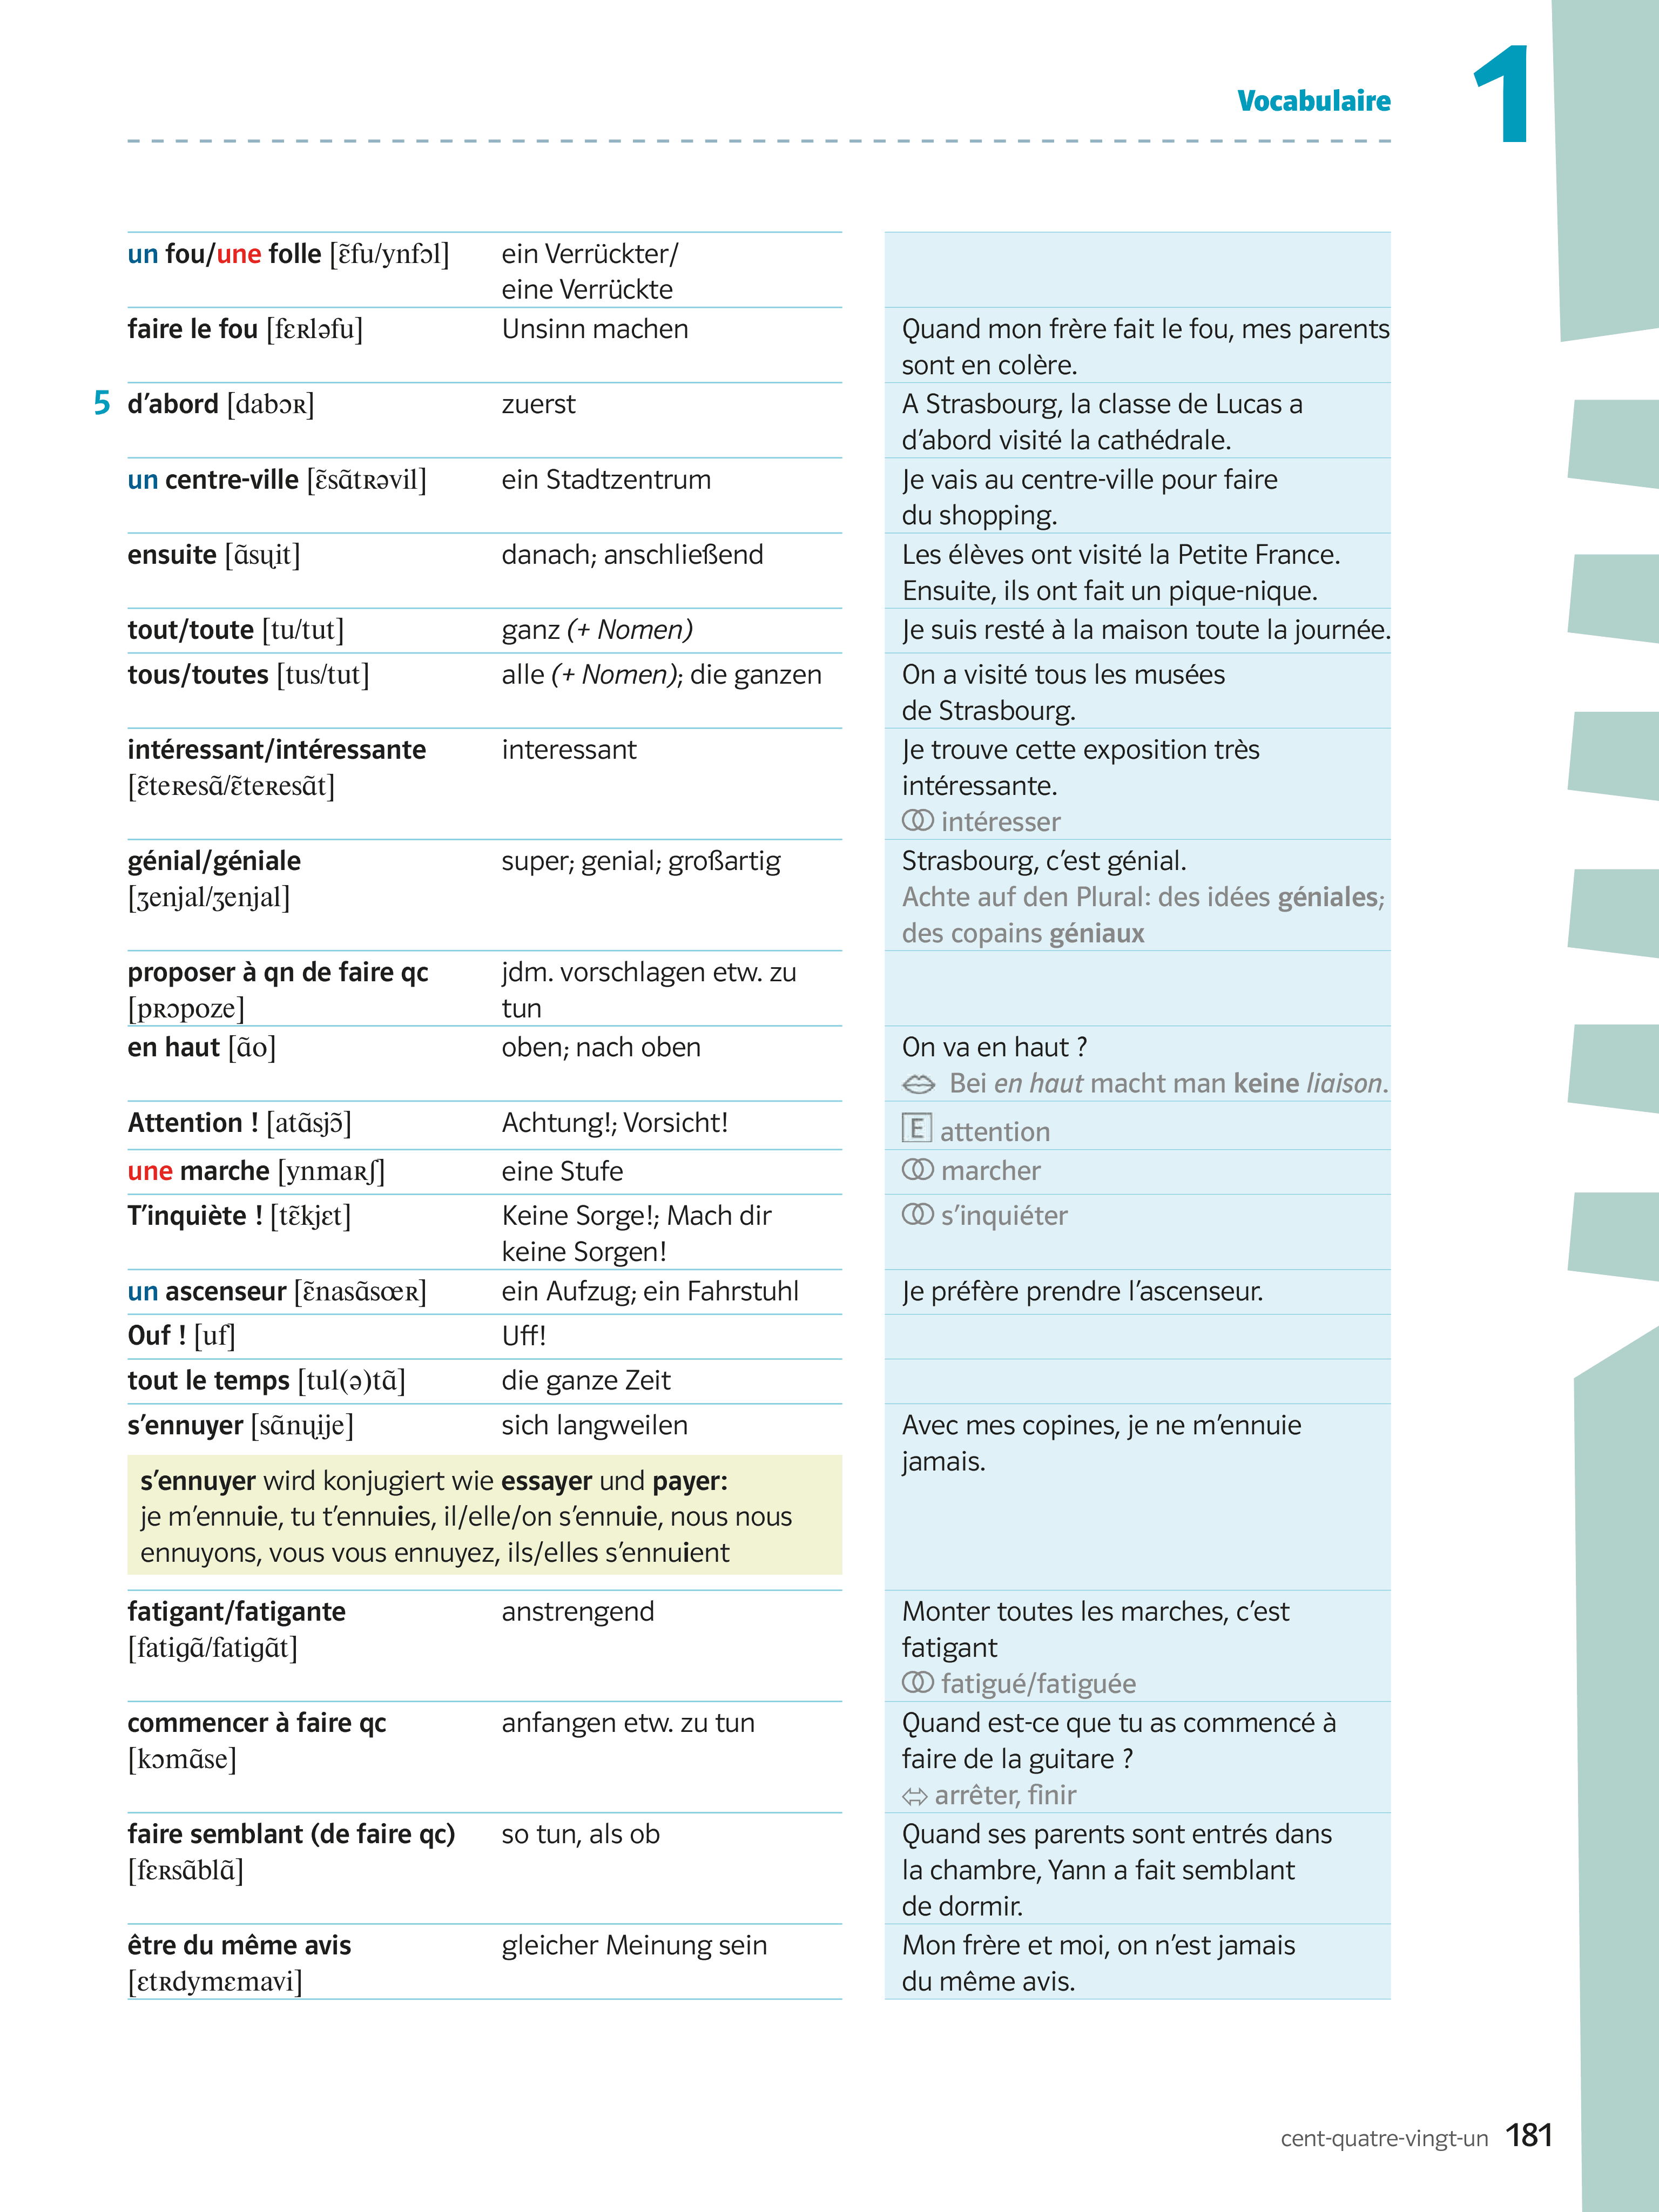 Vocabulaire
1
un fou/une folle [ɛ̃fu/ynfɔl] ein Verrückter/
eine Verrückte
faire le fou [fɛʀləfu] Unsinn machen Quand mon frère fait le fou, mes parents
sont en colère.
5 d’abord [dabɔʀ] zuerst A Strasbourg, la classe de Lucas a
d’abord visité la cathédrale.
un centre-ville [ɛ̃sɑ̃tʀəvil] ein Stadtzentrum Je vais au centre-ville pour faire
du shopping.
ensuite [ɑ̃sɥit] danach; anschließend Les élèves ont visité la Petite France.
Ensuite, ils ont fait un pique-nique.
tout/toute [tu/tut] ganz (+ Nomen) Je suis resté à la maison toute la journée.
tous/toutes [tus/tut] alle (+ Nomen); die ganzen On a visité tous les musées
de Strasbourg.
intéressant/intéressante interessant Je trouve cette exposition très
[ɛ̃teʀesɑ̃/ɛ̃teʀesɑ̃t] intéressante.
intéresser
génial/géniale super; genial; großartig Strasbourg, c’est génial.
[ʒenjal/ʒenjal] Achte auf den Plural: des idées géniales;
des copains géniaux
proposer à qn de faire qc jdm. vorschlagen etw. zu
[pʀɔpoze] tun
en haut [ɑ̃o] oben; nach oben On va en haut ?
Bei en haut macht man keine liaison.
Attention ! [atɑ̃sjɔ̃] Achtung!; Vorsicht! E attention
une marche [ynmaʀʃ] eine Stufe marcher
T’inquiète ! [tɛ̃kjɛt] Keine Sorge!; Mach dir s’inquiéter
keine Sorgen!
un ascenseur [ɛ̃nasɑ̃sœʀ] ein Aufzug; ein Fahrstuhl Je préfère prendre l’ascenseur.
Ouf ! [uf] Uff!
tout le temps [tul(ə)tɑ̃] die ganze Zeit
s’ennuyer [sɑ̃nɥije] sich langweilen Avec mes copines, je ne m’ennuie
jamais.
s’ennuyer wird konjugiert wie essayer und payer:
je m’ennuie, tu t’ennuies, il/elle/on s’ennuie, nous nous
ennuyons, vous vous ennuyez, ils/elles s’ennuient
fatigant/fatigante anstrengend Monter toutes les marches, c’est
[fatigɑ̃/fatigɑ̃t] fatigant
fatigué/fatiguée
commencer à faire qc anfangen etw. zu tun Quand est-ce que tu as commencé à
[kɔmɑ̃se] faire de la guitare ?
⇔ arrêter, finir
faire semblant (de faire qc) so tun, als ob Quand ses parents sont entrés dans
[fɛʀsɑ̃blɑ̃] la chambre, Yann a fait semblant
de dormir.
être du même avis gleicher Meinung sein Mon frère et moi, on n’est jamais
[ɛtʀdymɛmavi] du même avis.
cent-quatre-vingt-un 181